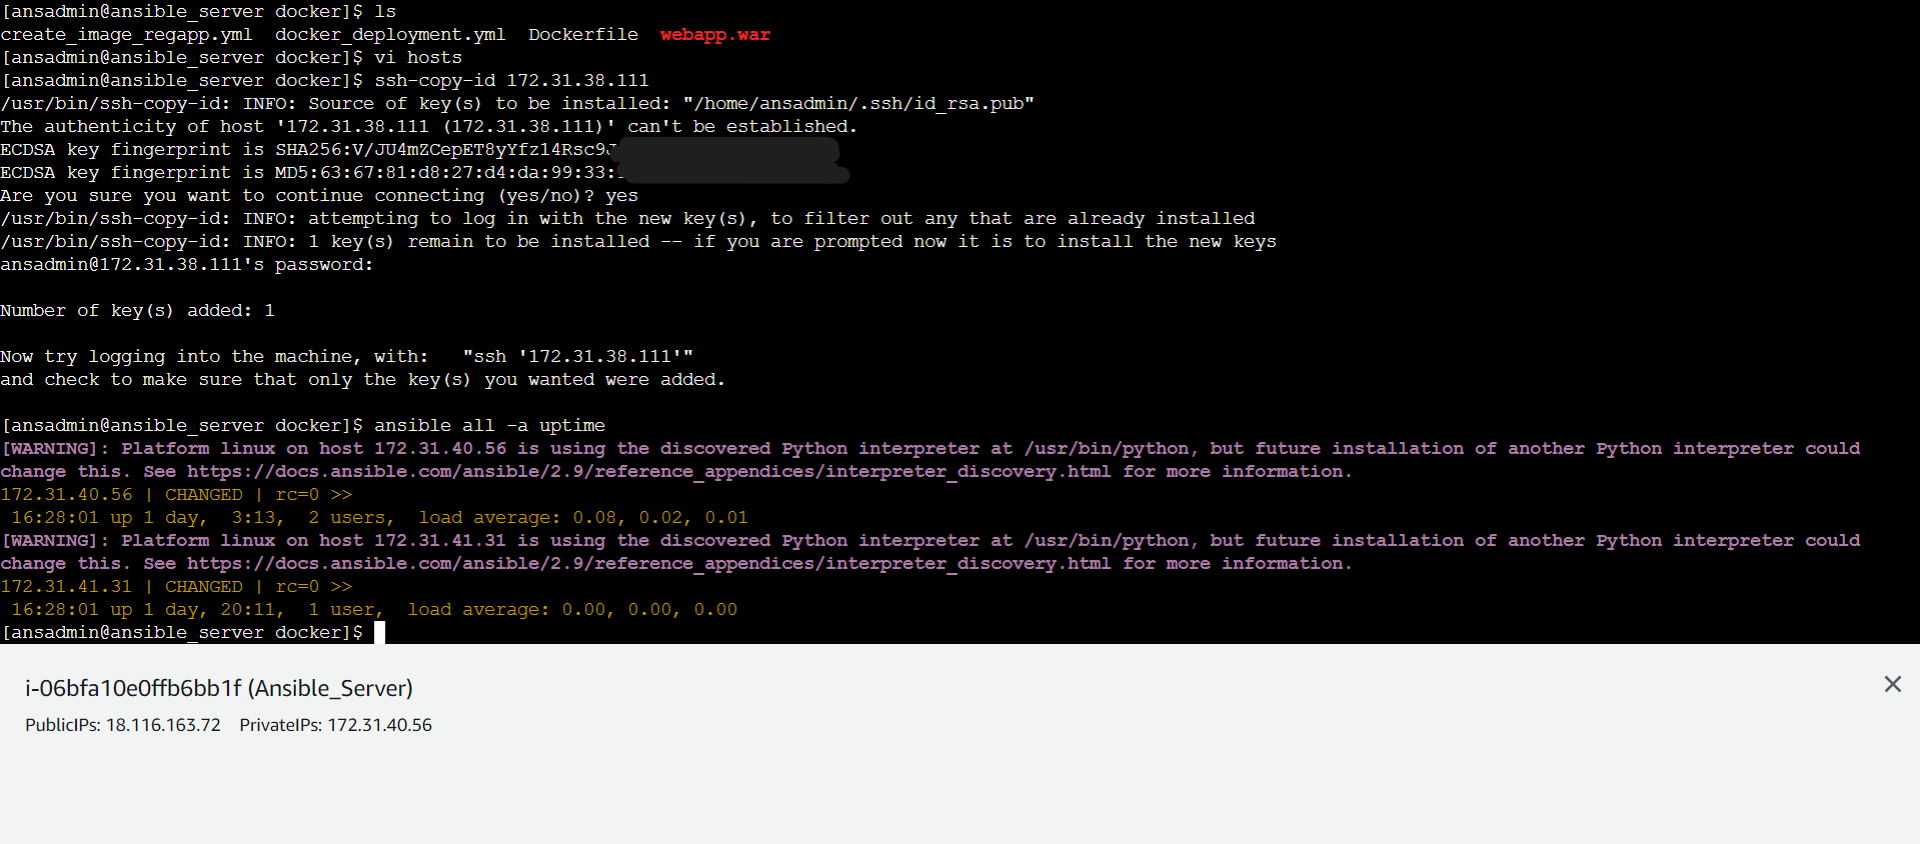 [ansadmin@ansible_server docker]$ ls
create_image_regapp.yml  docker_deployment.yml  Dockerfile  webapp.war
[ansadmin@ansible_server docker]$ vi hosts
[ansadmin@ansible_server docker]$ ssh-copy-id 172.31.38.111
/usr/bin/ssh-copy-id: INFO: Source of key(s) to be installed: "/home/ansadmin/.ssh/id_rsa.pub"
The authenticity of host '172.31.38.111 (172.31.38.111)' can't be established.
ECDSA key fingerprint is SHA256:V/JU4mZCepET8yYfz14Rsc9J
ECDSA key fingerprint is MD5:63:67:81:d8:27:d4:da:99:33:
Are you sure you want to continue connecting (yes/no)? yes
/usr/bin/ssh-copy-id: INFO: attempting to log in with the new key(s), to filter out any that are already installed
/usr/bin/ssh-copy-id: INFO: 1 key(s) remain to be installed -- if you are prompted now it is to install the new keys
ansadmin@172.31.38.111's password:
Number of key(s) added: 1
Now try logging into the machine, with:   "ssh '172.31.38.111'"
and check to make sure that only the key(s) you wanted were added.
[ansadmin@ansible_server docker]$ ansible all -a uptime
[WARNING]: Platform linux on host 172.31.40.56 is using the discovered Python interpreter at /usr/bin/python, but future installation of another Python interpreter could
change this. See https://docs.ansible.com/ansible/2.9/reference_appendices/interpreter_discovery.html for more information.
172.31.40.56 | CHANGED | rc=0 >>
 16:28:01 up 1 day,  3:13,  2 users,  load average: 0.08, 0.02, 0.01
[WARNING]: Platform linux on host 172.31.41.31 is using the discovered Python interpreter at /usr/bin/python, but future installation of another Python interpreter could
change this. See https://docs.ansible.com/ansible/2.9/reference_appendices/interpreter_discovery.html for more information.
172.31.41.31 | CHANGED | rc=0 >>
 16:28:01 up 1 day, 20:11,  1 user,  load average: 0.00, 0.00, 0.00
[ansadmin@ansible_server docker]$
i-06bfa10e0ffb6bb1f (Ansible_Server)
PublicIPs: 18.116.163.72    PrivateIPs: 172.31.40.56